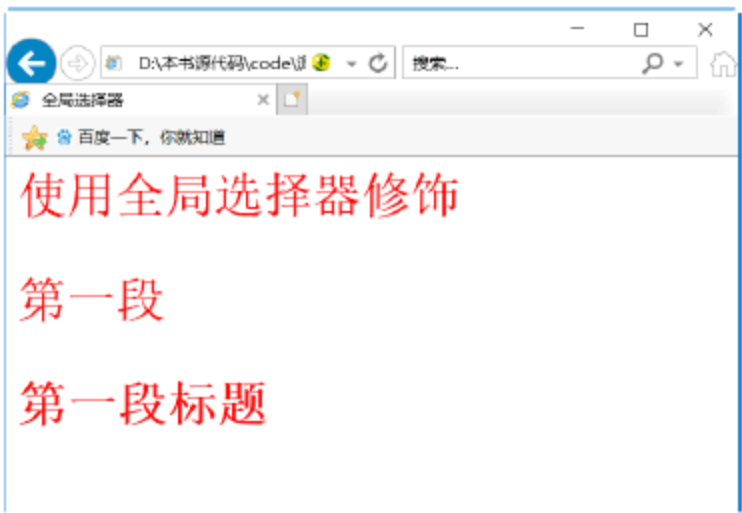 D:\本书源代码\code\
搜索...
全局选择器
百度一下，你就知道
使用全局选择器修饰
第一段
第一段标题